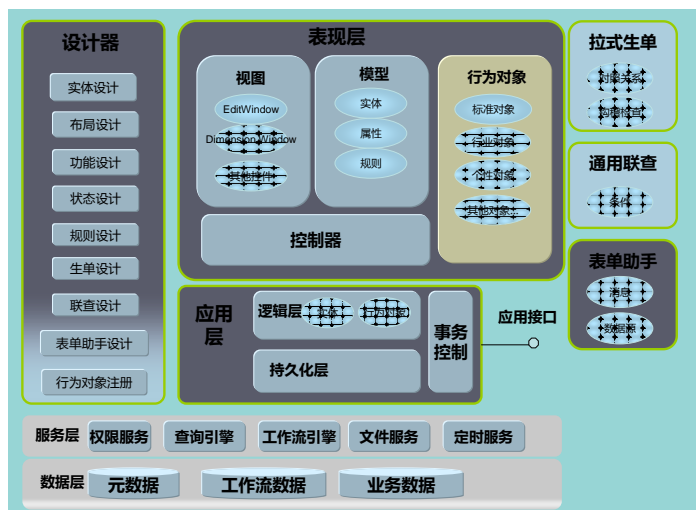 设计器
实体设计
布局设计
功能设计
状态设计
规则设计
生单设计
联查设计
表单助手设计
行为对象注册
表现层
视图
EditWindow
Dimension Window
其他控件
模型
实体
属性
规则
行为对象
标准对象
行业对象
个性对象
其他对象...
控制器
应用层
逻辑层
实体
行为对象
持久化层
事务控制
应用接口
拉式生单
对照关系
勾稽检查
通用联查
条件
表单助手
消息
数据源
服务层
权限服务
查询引擎
工作流引擎
文件服务
定时服务
数据层
元数据
工作流数据
业务数据